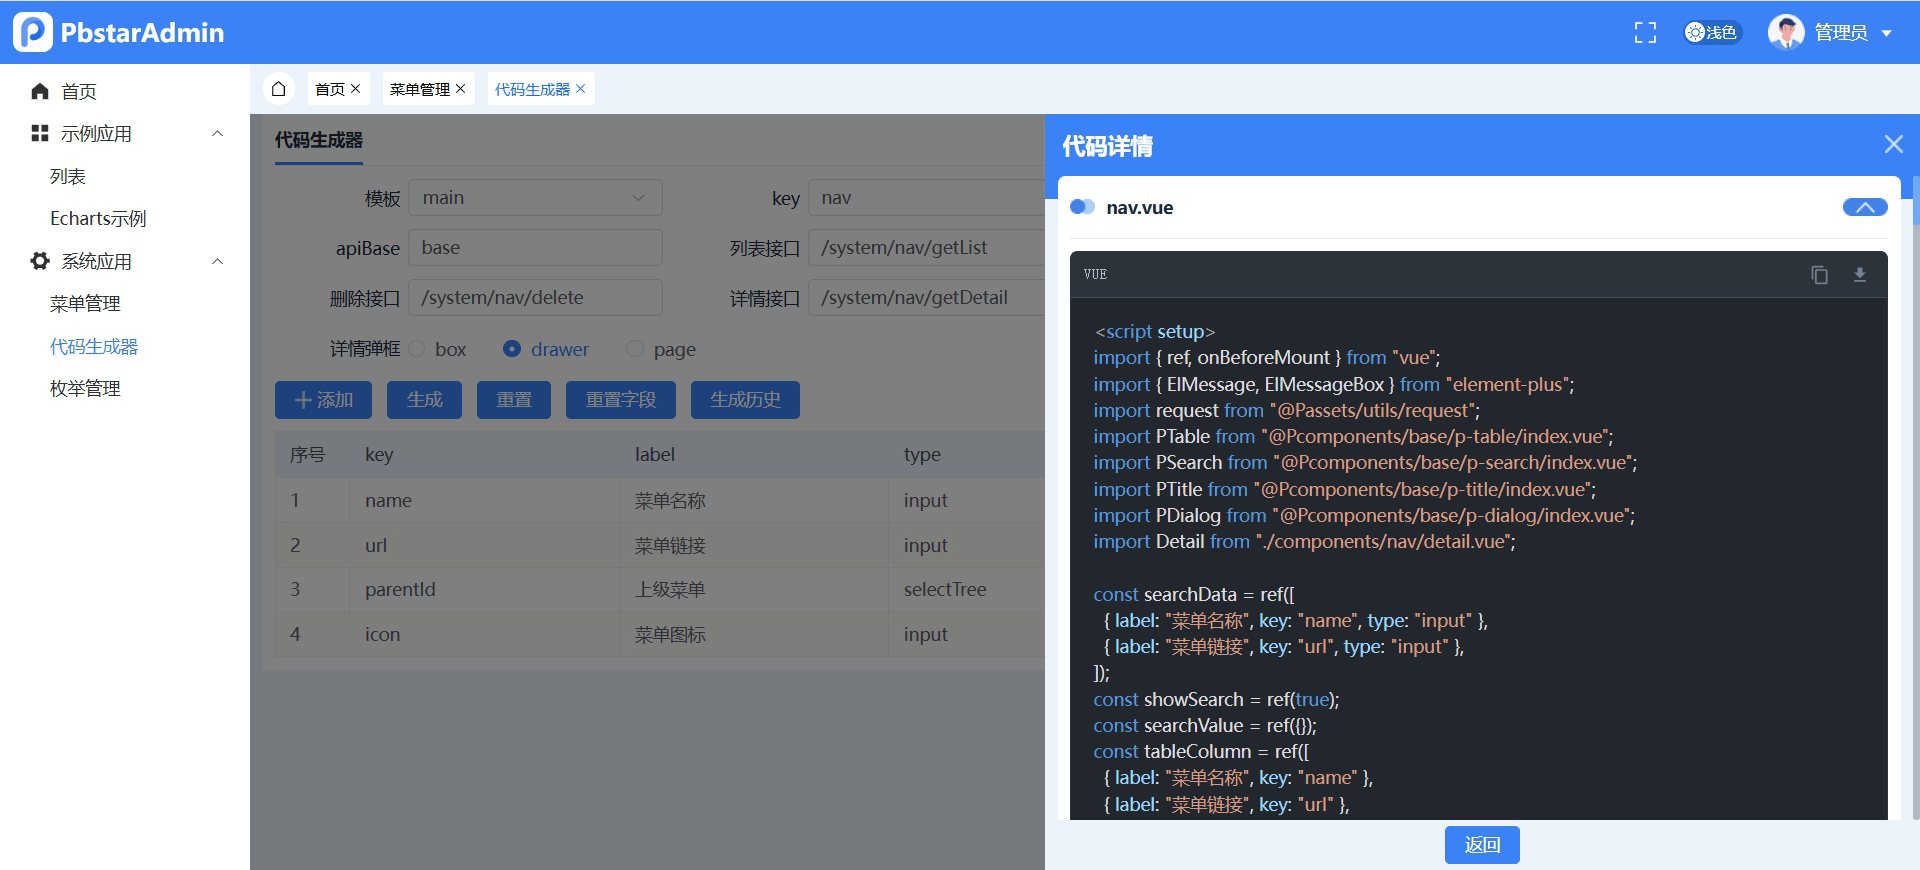 PbstarAdmin
浅色
管理员
首页
示例应用
列表
Echarts示例
系统应用
菜单管理
代码生成器
枚举管理
首页
菜单管理
代码生成器
代码生成器
模板 main
key nav
apiBase base
列表接口 /system/nav/getList
删除接口 /system/nav/delete
详情接口 /system/nav/getDetail
详情弹框 box drawer page
添加 生成 重置 重置字段 生成历史
序号 key label type
1 name 菜单名称 input
2 url 菜单链接 input
3 parentId 上级菜单 selectTree
4 icon 菜单图标 input
代码详情
nav.vue
VUE
<script setup>
import { ref, onBeforeMount } from "vue";
import { ElMessage, ElMessageBox } from "element-plus";
import request from "@Passets/utils/request";
import PTable from "@Pcomponents/base/p-table/index.vue";
import PSearch from "@Pcomponents/base/p-search/index.vue";
import PTitle from "@Pcomponents/base/p-title/index.vue";
import PDialog from "@Pcomponents/base/p-dialog/index.vue";
import Detail from "./components/nav/detail.vue";
const searchData = ref([
{ label: "菜单名称", key: "name", type: "input" },
{ label: "菜单链接", key: "url", type: "input" },
]);
const showSearch = ref(true);
const searchValue = ref({});
const tableColumn = ref([
{ label: "菜单名称", key: "name" },
{ label: "菜单链接", key: "url" },
返回